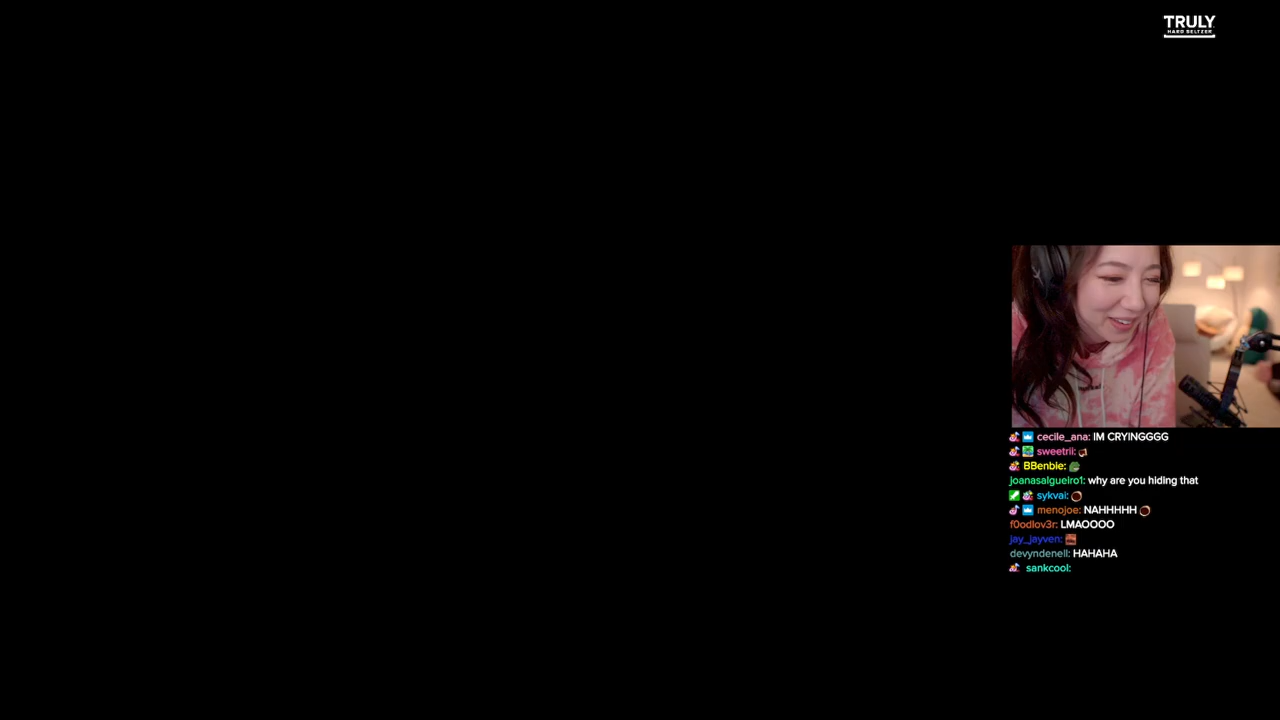 TRULY
HARD SELTZER
cecile_ana: IM CRYINGGGG
sweetrii:
BBenbie:
joanasalgueiro1: why are you hiding that
sykvai:
menojoe: NAHHHHH
f0odlov3r: LMAOOOO
jay_jayven:
devyndenell: HAHAHA
sankcool: